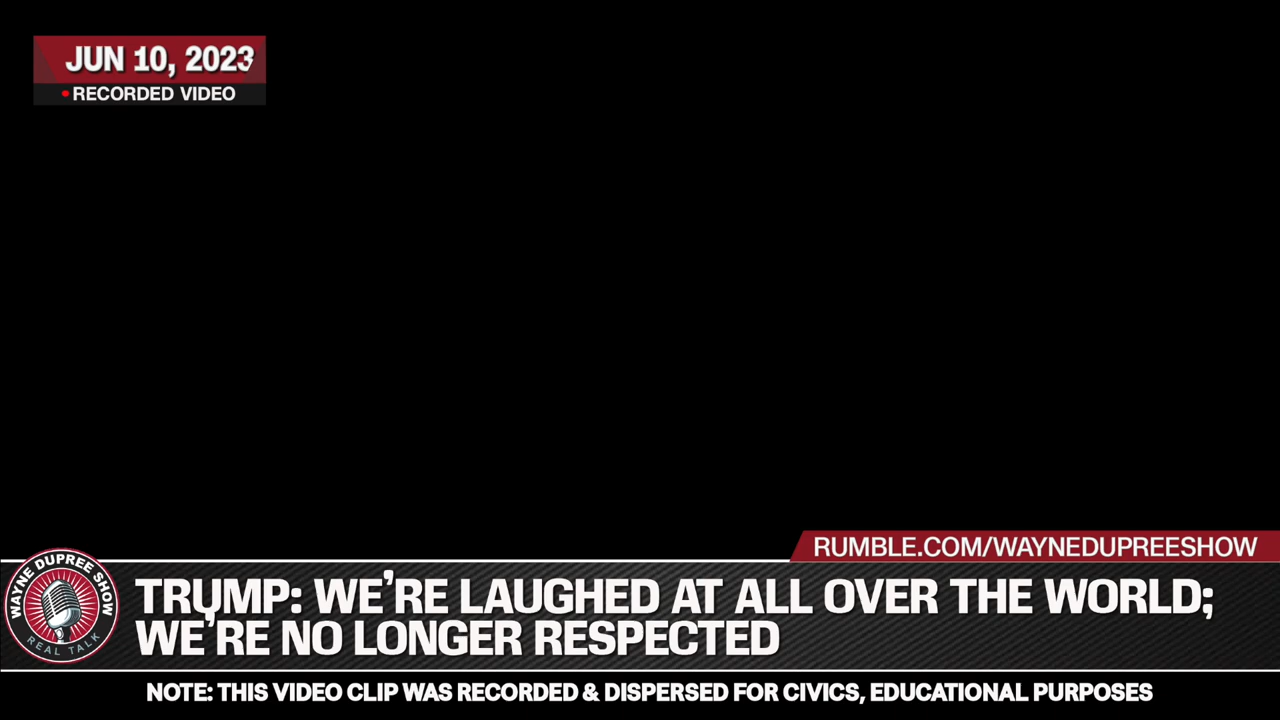 JUN 10, 2023
RECORDED VIDEO
RUMBLE.COM/WAYNEDUPREESHOW
WAYNE DUPREE SHOW
REAL TALK
TRUMP: WE'RE LAUGHED AT ALL OVER THE WORLD;
WE'RE NO LONGER RESPECTED
NOTE: THIS VIDEO CLIP WAS RECORDED & DISPERSED FOR CIVICS, EDUCATIONAL PURPOSES